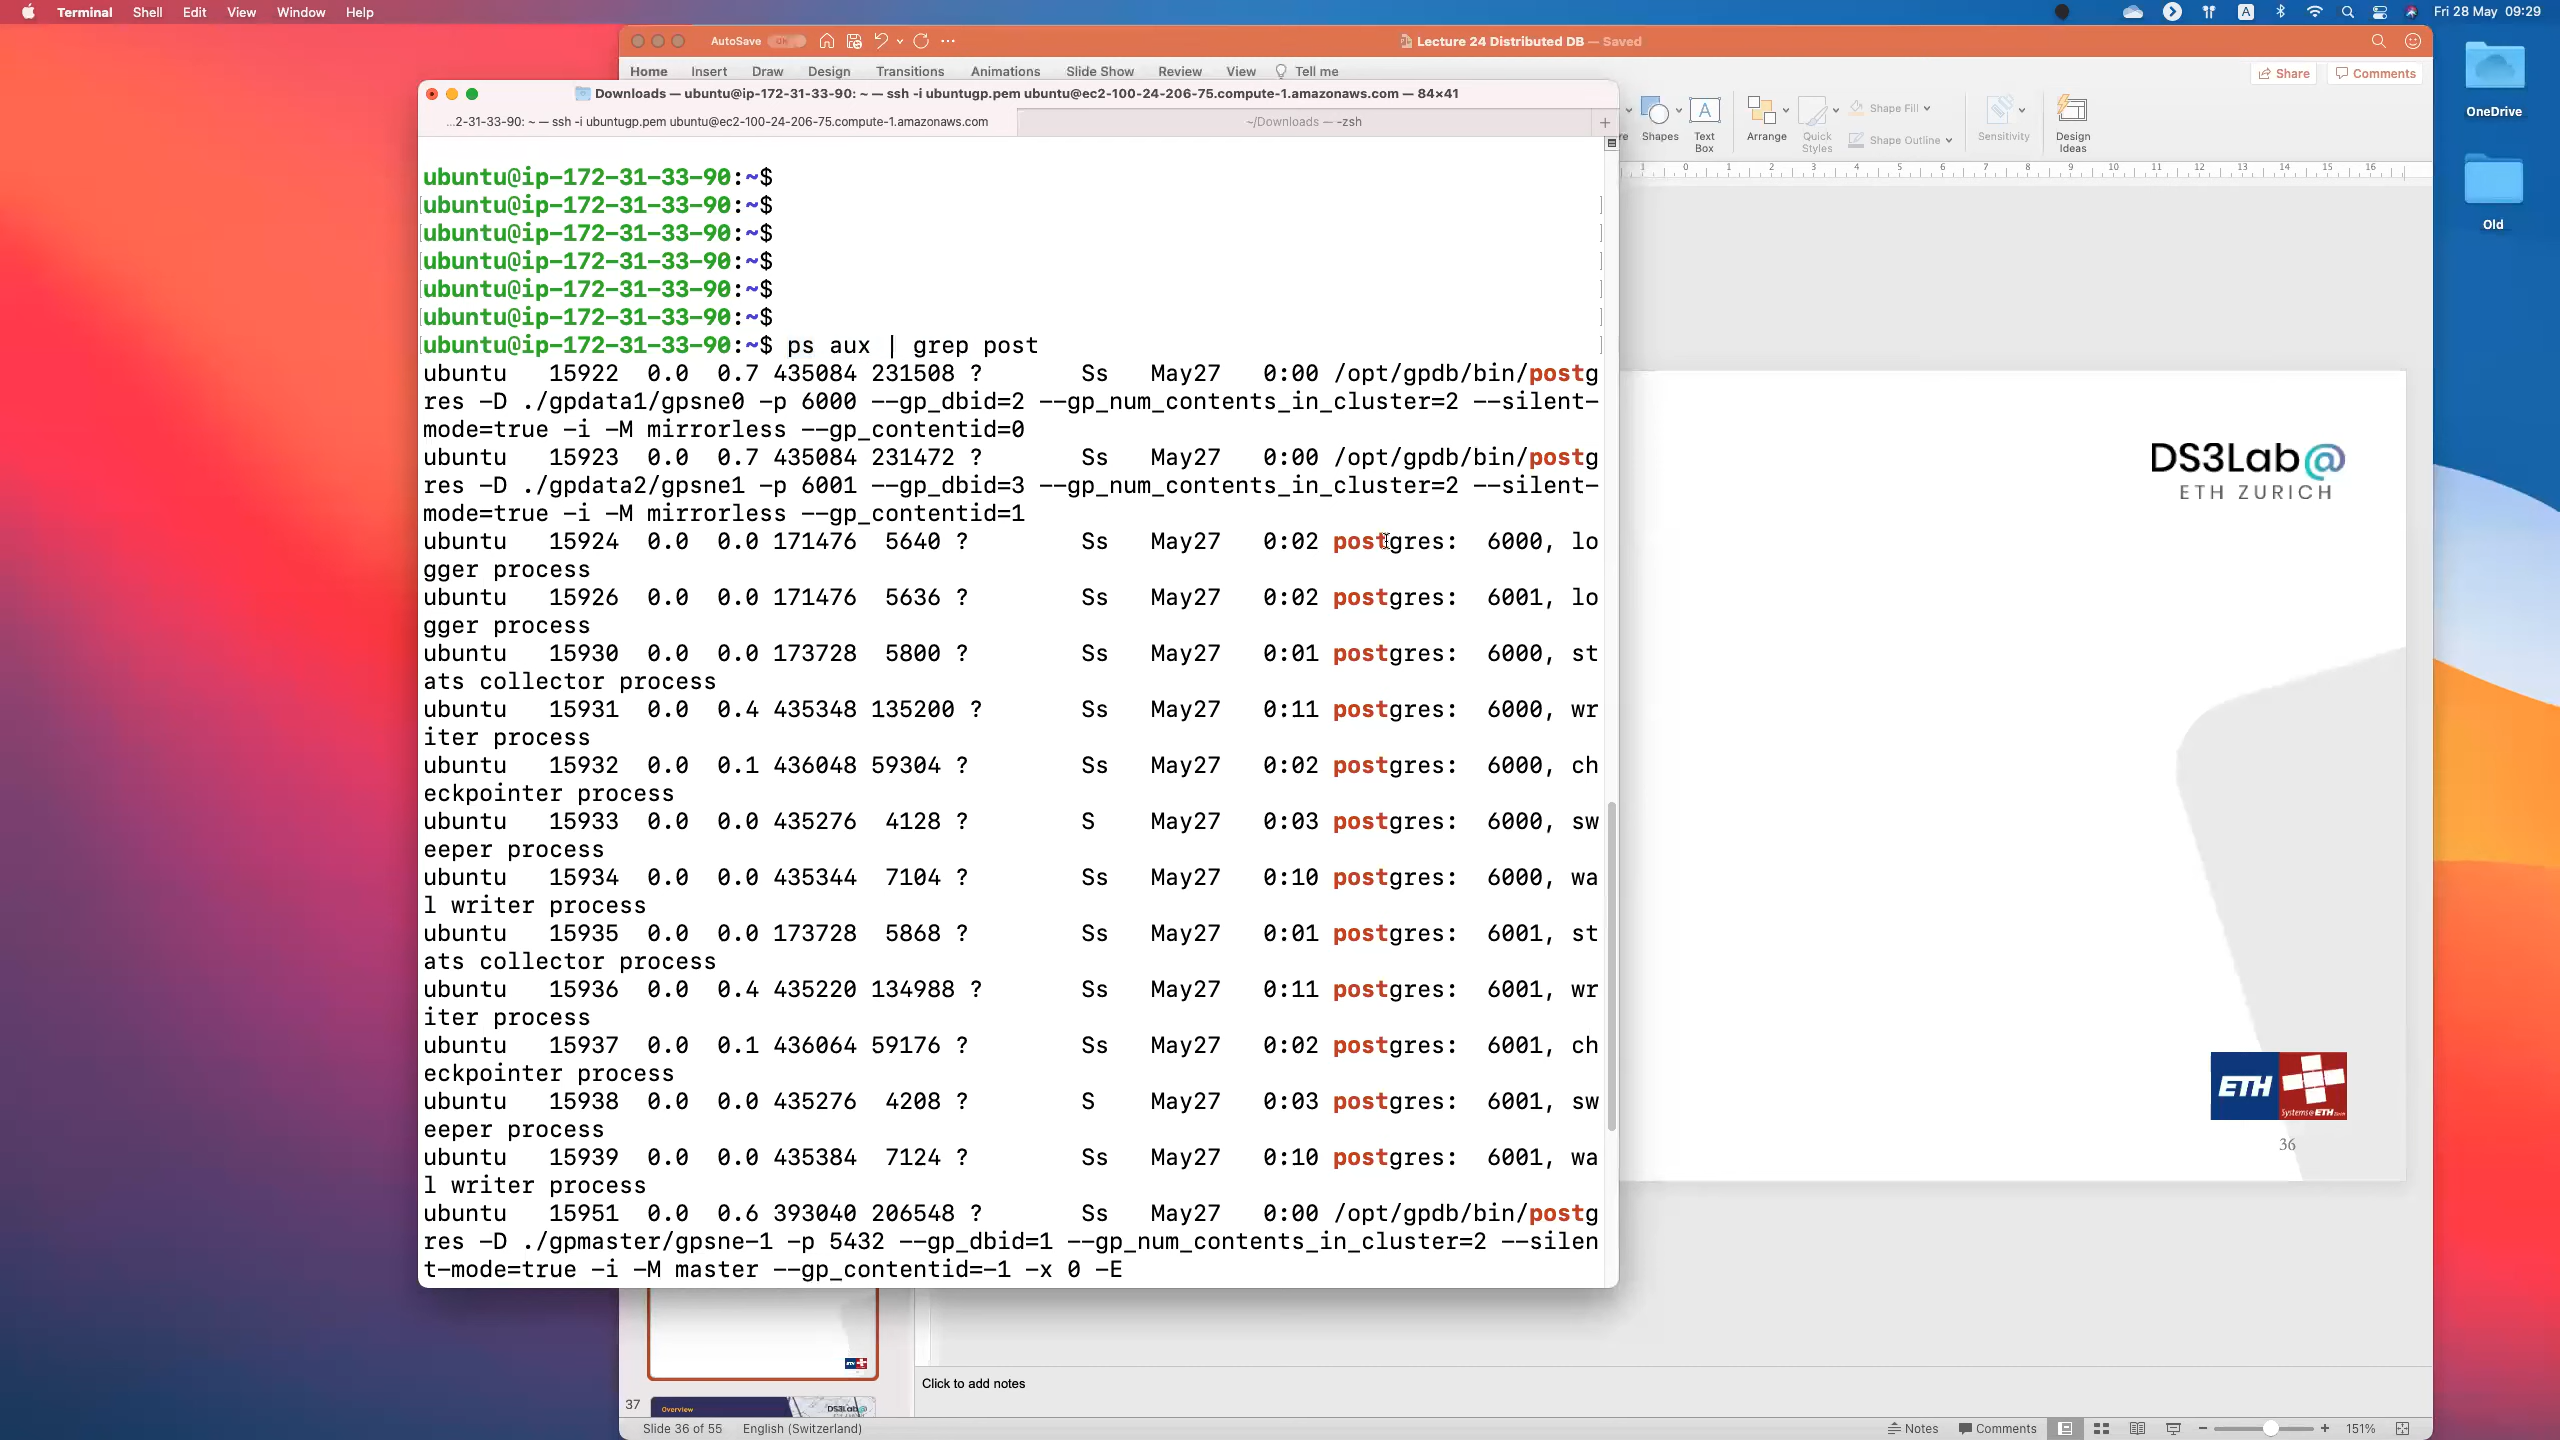 Terminal Shell Edit View Window Help
A Fri 28 May 09:29
AutoSave ON
Lecture 24 Distributed DB — Saved
Home Insert Draw Design Transitions Animations Slide Show Review View Tell me
Share Comments
Downloads — ubuntu@ip-172-31-33-90: ~ — ssh -i ubuntugp.pem ubuntu@ec2-100-24-206-75.compute-1.amazonaws.com — 84×41
...2-31-33-90: ~ — ssh -i ubuntugp.pem ubuntu@ec2-100-24-206-75.compute-1.amazonaws.com
~/Downloads — -zsh
Shapes Text Box Arrange Quick Styles Shape Fill Shape Outline Sensitivity Design Ideas
1 0 1 2 3 4 5 6 7 8 9 10 11 12 13 14 15 16
OneDrive
Old
ubuntu@ip-172-31-33-90:~$
ubuntu@ip-172-31-33-90:~$
ubuntu@ip-172-31-33-90:~$
ubuntu@ip-172-31-33-90:~$
ubuntu@ip-172-31-33-90:~$
ubuntu@ip-172-31-33-90:~$
ubuntu@ip-172-31-33-90:~$ ps aux | grep post
ubuntu   15922  0.0  0.7 435084 231508 ?       Ss   May27   0:00 /opt/gpdb/bin/postg
res -D ./gpdata1/gpsne0 -p 6000 --gp_dbid=2 --gp_num_contents_in_cluster=2 --silent-
mode=true -i -M mirrorless --gp_contentid=0
ubuntu   15923  0.0  0.7 435084 231472 ?       Ss   May27   0:00 /opt/gpdb/bin/postg
res -D ./gpdata2/gpsne1 -p 6001 --gp_dbid=3 --gp_num_contents_in_cluster=2 --silent-
mode=true -i -M mirrorless --gp_contentid=1
ubuntu   15924  0.0  0.0 171476  5640 ?        Ss   May27   0:02 postgres:  6000, lo
gger process
ubuntu   15926  0.0  0.0 171476  5636 ?        Ss   May27   0:02 postgres:  6001, lo
gger process
ubuntu   15930  0.0  0.0 173728  5800 ?        Ss   May27   0:01 postgres:  6000, st
ats collector process
ubuntu   15931  0.0  0.4 435348 135200 ?       Ss   May27   0:11 postgres:  6000, wr
iter process
ubuntu   15932  0.0  0.1 436048 59304 ?        Ss   May27   0:02 postgres:  6000, ch
eckpointer process
ubuntu   15933  0.0  0.0 435276  4128 ?        S    May27   0:03 postgres:  6000, sw
eeper process
ubuntu   15934  0.0  0.0 435344  7104 ?        Ss   May27   0:10 postgres:  6000, wa
l writer process
ubuntu   15935  0.0  0.0 173728  5868 ?        Ss   May27   0:01 postgres:  6001, st
ats collector process
ubuntu   15936  0.0  0.4 435220 134988 ?       Ss   May27   0:11 postgres:  6001, wr
iter process
ubuntu   15937  0.0  0.1 436064 59176 ?        Ss   May27   0:02 postgres:  6001, ch
eckpointer process
ubuntu   15938  0.0  0.0 435276  4208 ?        S    May27   0:03 postgres:  6001, sw
eeper process
ubuntu   15939  0.0  0.0 435384  7124 ?        Ss   May27   0:10 postgres:  6001, wa
l writer process
ubuntu   15951  0.0  0.6 393040 206548 ?       Ss   May27   0:00 /opt/gpdb/bin/postg
res -D ./gpmaster/gpsne-1 -p 5432 --gp_dbid=1 --gp_num_contents_in_cluster=2 --silen
t-mode=true -i -M master --gp_contentid=-1 -x 0 -E
DS3Lab@
ETH ZURICH
ETH
Systems@ETH
36
Click to add notes
37
Overview
DS3Lab@
Slide 36 of 55 English (Switzerland)
Notes Comments 151%